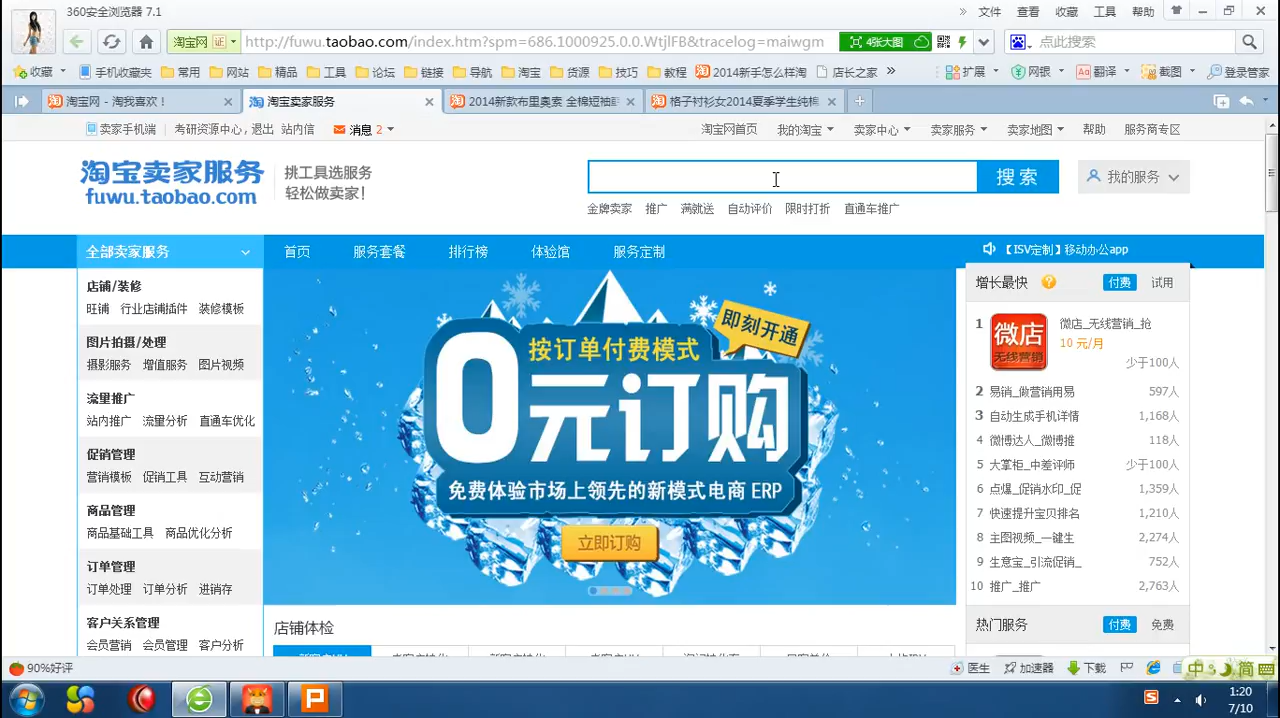 360安全浏览器 7.1
文件 查看 收藏 工具 帮助
淘宝网 证 http://fuwu.taobao.com/index.htm?spm=686.1000925.0.0.WtjlFB&tracelog=maiwgm 4张大图 点此搜索
收藏 手机收藏夹 常用 网站 精品 工具 论坛 链接 导航 淘宝 货源 技巧 教程 2014新手怎么样淘 店长之家 » 扩展 网银 翻译 截图 登录管家
淘宝网 - 淘我喜欢！ 淘宝卖家服务 2014新款布里奥索 全棉短袖 格子衬衫女2014夏季学生纯棉
卖家手机端 考研资源中心, 退出 站内信 消息 2 淘宝网首页 我的淘宝 卖家中心 卖家服务 卖家地图 帮助 服务商专区
淘宝卖家服务
fuwu.taobao.com
挑工具选服务
轻松做卖家!
搜 索 我的服务
金牌卖家 推广 满就送 自动评价 限时打折 直通车推广
全部卖家服务 首页 服务套餐 排行榜 体验馆 服务定制 【ISV定制】移动办公app
店铺/装修
旺铺 行业店铺插件 装修模板
图片拍摄/处理
摄影服务 增值服务 图片视频
流量推广
站内推广 流量分析 直通车优化
促销管理
营销模板 促销工具 互动营销
商品管理
商品基础工具 商品优化分析
订单管理
订单处理 订单分析 进销存
客户关系管理
会员营销 会员管理 客户分析
即刻开通
按订单付费模式
0元订购
免费体验市场上领先的新模式电商 ERP
立即订购
店铺体检
增长最快 ? 付费 试用
1 微店 无线营销 微店_无线营销_抢
10 元/月
少于100人
2 易销_做营销用易 597人
3 自动生成手机详情 1,168人
4 微博达人_微博推 118人
5 大掌柜_中差评师 少于100人
6 点爆_促销水印_促 1,359人
7 快速提升宝贝排名 1,210人
8 主图视频_一键生 2,274人
9 生意宝_引流促销_ 752人
10 推广_推广 2,763人
热门服务 付费 免费
90%好评 医生 加速器 下载 中 简
1:20
7/10